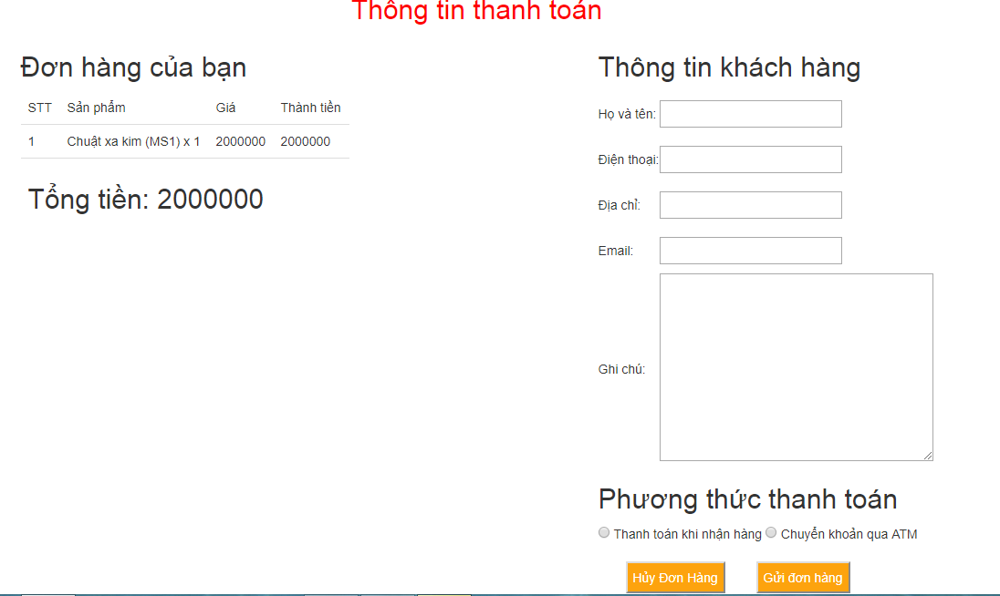 Thông tin thanh toán
Đơn hàng của bạn
STT Sản phẩm Giá Thành tiền
1 Chuật xa kim (MS1) x 1 2000000 2000000
Tổng tiền: 2000000
Thông tin khách hàng
Họ và tên:
Điện thoại:
Địa chỉ:
Email:
Ghi chú:
Phương thức thanh toán
Thanh toán khi nhận hàng Chuyển khoản qua ATM
Hủy Đơn Hàng Gửi đơn hàng